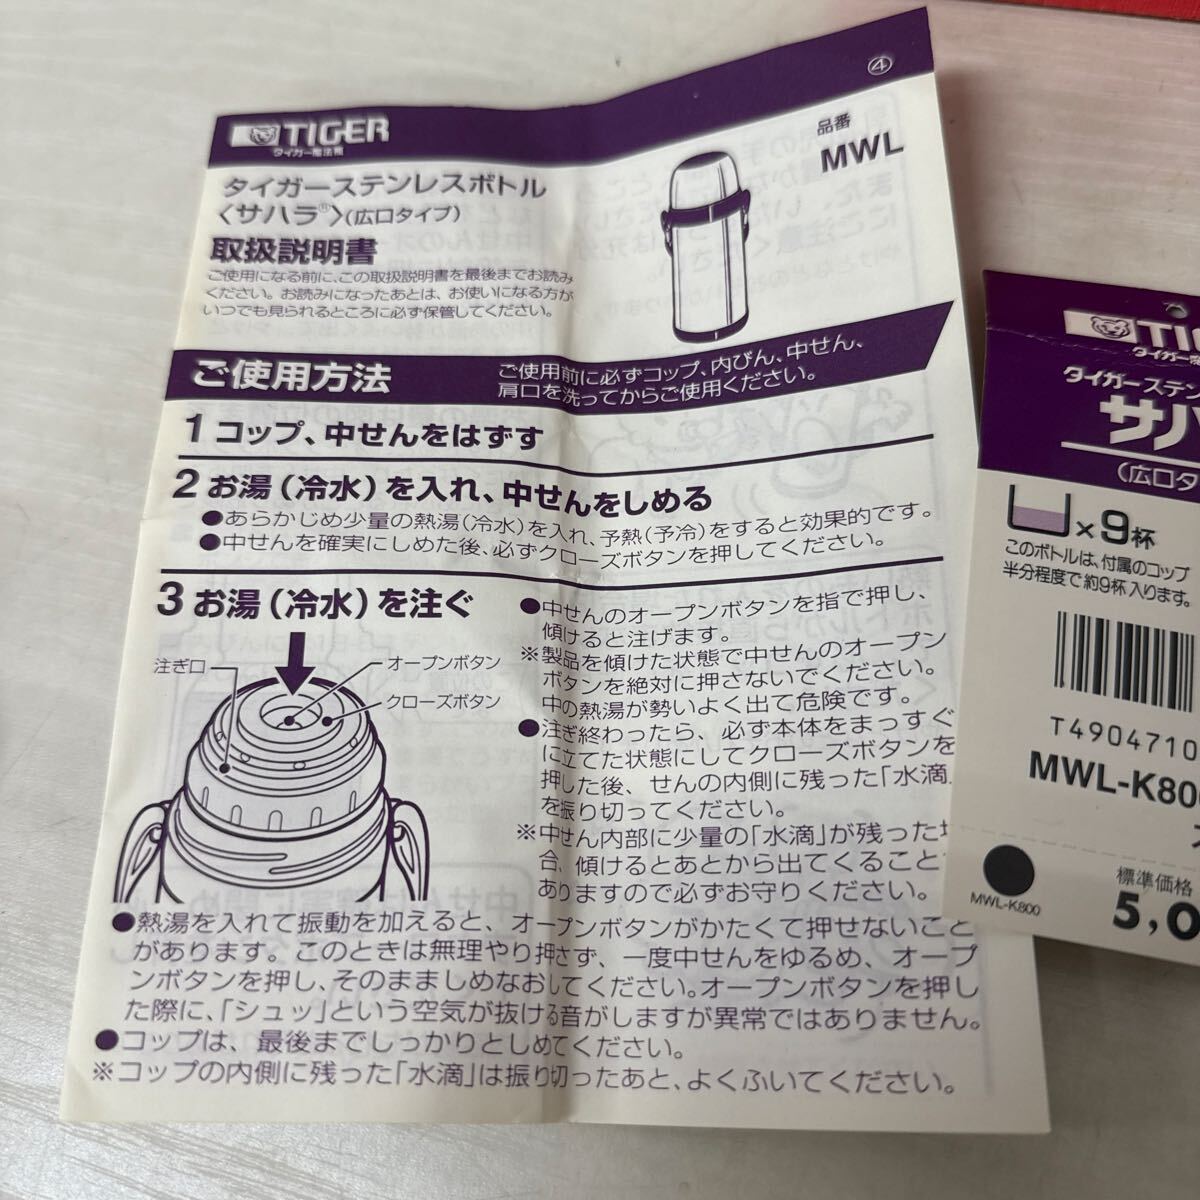 ④
TIGER
タイガー魔法瓶
品番
MWL
タイガーステンレスボトル
〈サハラ®〉(広口タイプ)
取扱説明書
ご使用になる前に、この取扱説明書を最後までお読み
ください。お読みになったあとは、お使いになる方が
いつでも見られるところに必ず保管してください。
ご使用方法
ご使用前に必ずコップ、内びん、中せん、
肩口を洗ってからご使用ください。
1 コップ、中せんをはずす
2 お湯(冷水)を入れ、中せんをしめる
●あらかじめ少量の熱湯(冷水)を入れ、予熱(予冷)をすると効果的です。
●中せんを確実にしめた後、必ずクローズボタンを押してください。
3 お湯(冷水)を注ぐ
注ぎ口
オープンボタン
クローズボタン
●中せんのオープンボタンを指で押し、
傾けると注げます。
※製品を傾けた状態で中せんのオープン
ボタンを絶対に押さないでください。
中の熱湯が勢いよく出て危険です。
●注ぎ終わったら、必ず本体をまっすぐ
に立てた状態にしてクローズボタンを
押した後、せんの内側に残った「水滴」
を振り切ってください。
※中せん内部に少量の「水滴」が残った場
合、傾けるとあとから出てくること
ありますので必ずお守りください。
●熱湯を入れて振動を加えると、オープンボタンがかたくて押せないこと
があります。このときは無理やり押さず、一度中せんをゆるめ、オープ
ンボタンを押し、そのまましめなおしてください。オープンボタンを押し
た際に、「シュッ」という空気が抜ける音がしますが異常ではありません。
●コップは、最後までしっかりとしめてください。
※コップの内側に残った「水滴」は振り切ったあと、よくふいてください。
TIG
タイガー魔
タイガーステン
サハ
(広口タ
×9杯
このボトルは、付属のコップ
半分程度で約9杯入ります。
T4904710
MWL-K80
MWL-K800
標準価格
5,0